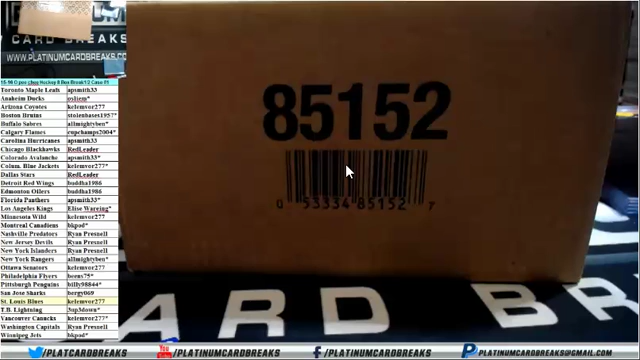 CARD BREAKS
WWW.PLATINUMCARDBREAKS.C
Toronto Maple Leafs apsmith33
Anaheim Ducks
Arizona Coyotes kelemvor277
Boston Bruins stolenbases1957*
Buffalo Sabres allmightyben*
Calgary Flames cupchamps2004*
Carolina Hurricanes apsmith33
Chicago Blackhawks RedLeader
Colorado Avalanche apsmith33*
Colum. Blue Jackets kelemvor277*
Dallas Stars RedLeader
Detroit Red Wings buddha1986
Edmonton Oilers buddha1986
Florida Panthers apsmith33*
Los Angeles Kings Elise Wareing*
Minnesota Wild kelemvor277
Montreal Canadiens bkpod*
Nashville Predators Ryan Presnell
New Jersey Devils Ryan Presnell
New York Islanders Ryan Presnell
New York Rangers allmightyben*
Ottawa Senators kelemvor277
Philadelphia Flyers
Pittsburgh Penguins billy98844*
San Jose Sharks bergy069
St. Louis Blues kelemvor277
T.B. Lightning 3up3down*
Vancouver Canucks kelemvor277*
Washington Capitals Ryan Presnell
Winnipeg Jets bkpod*
85152
0 53334 85152 7
ARD BR
/PLATCARDBREAKS You Tube /PLATINUMCARDBREAKS f /PLATINUMCARDBREAKS PLATINUMCARDBREAKS@GMAIL.COM